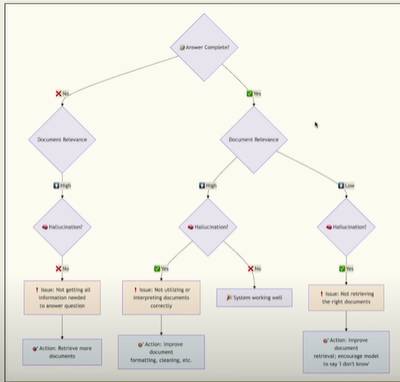 Answer Complete?
❌ No
✅ Yes
Document Relevance
Document Relevance
⬆️ High
⬆️ High
⬇️ Low
🧠 Hallucination?
🧠 Hallucination?
🧠 Hallucination?
❌ No
✅ Yes
❌ No
✅ Yes
❗ Issue: Not getting all
information needed
to answer question
❗ Issue: Not utilizing or
interpreting documents
correctly
🎉 System working well
❗ Issue: Not retrieving
the right documents
🎯 Action: Retrieve more
documents
🎯 Action: Improve
document
formatting, cleaning, etc.
🎯 Action: Improve
document
retrieval; encourage model
to say 'I don't know'